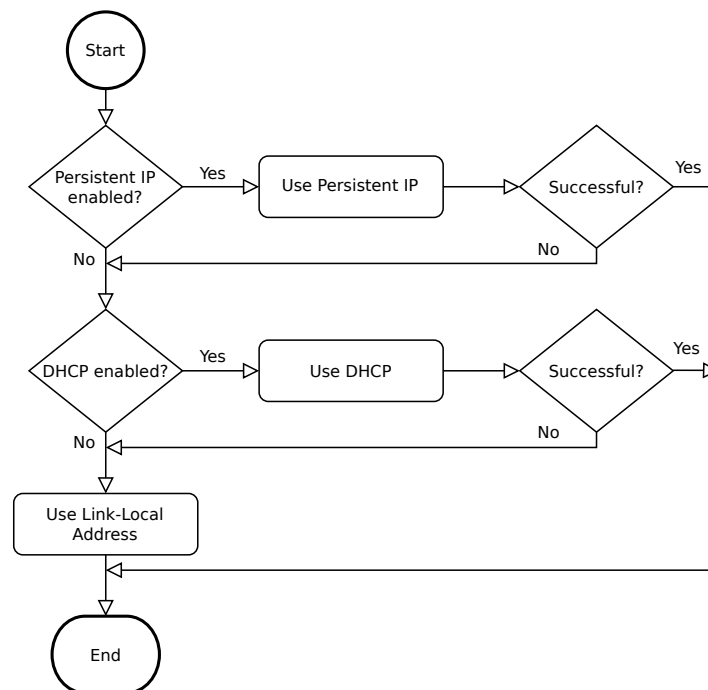 Start
Persistent IP
enabled?
Yes
Use Persistent IP
Successful?
Yes
No
No
DHCP enabled?
Yes
Use DHCP
Successful?
Yes
No
No
Use Link-Local
Address
End